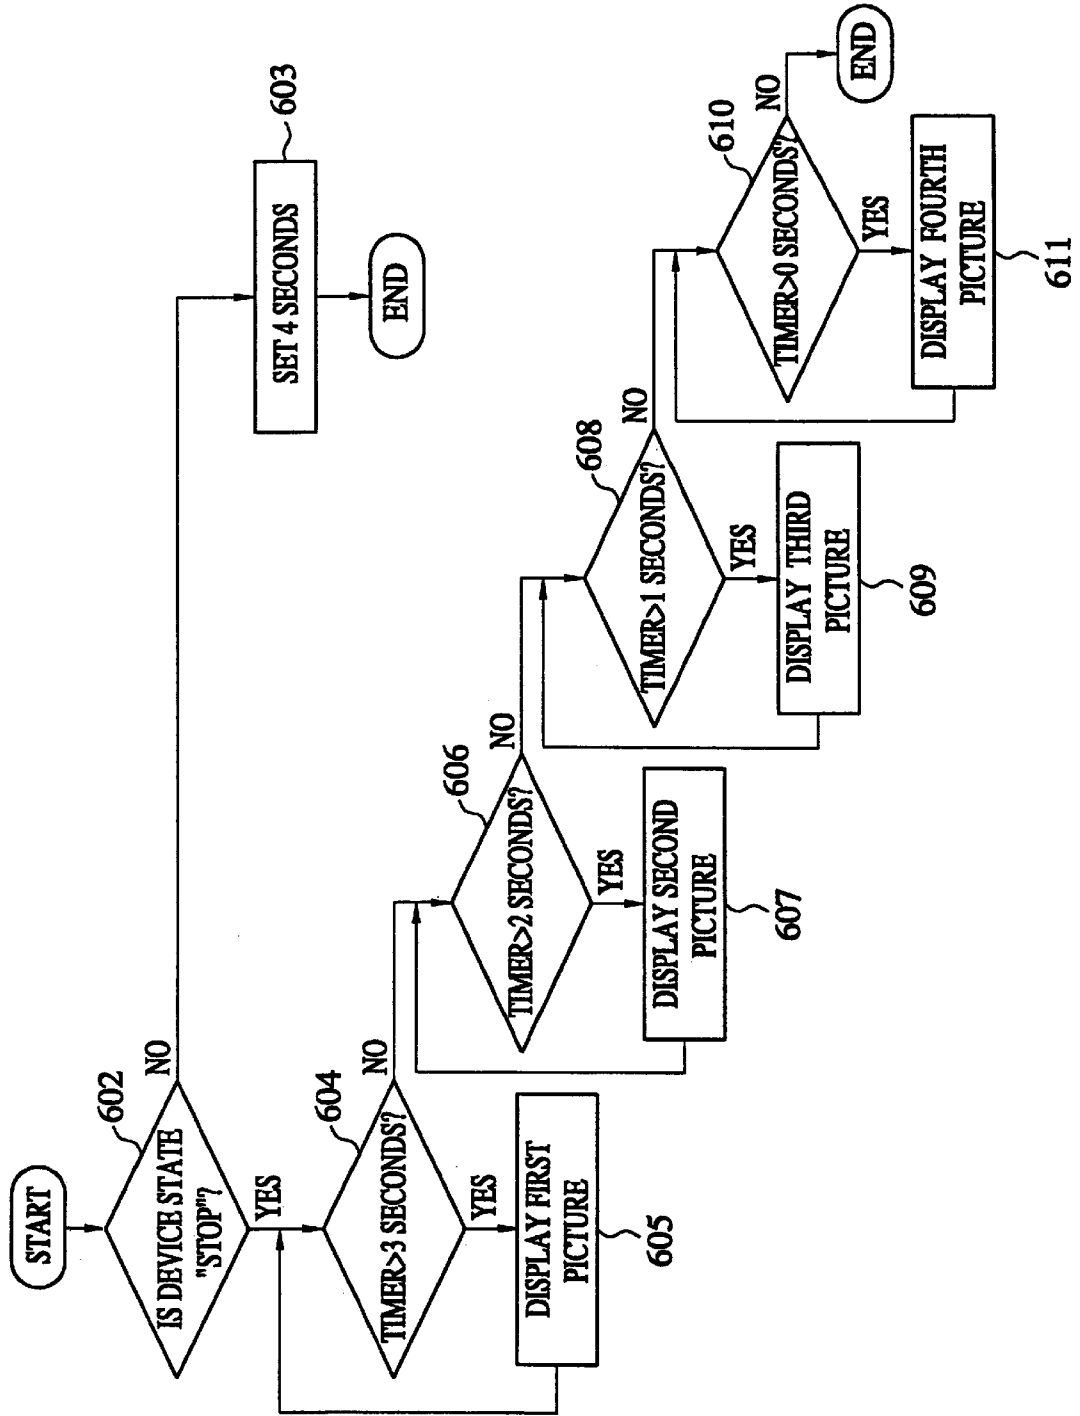 START
602
IS DEVICE STATE
"STOP"?
NO
603
SET 4 SECONDS
END
YES
604
TIMER>3 SECONDS?
NO
YES
DISPLAY FIRST
PICTURE
605
606
TIMER>2 SECONDS?
NO
YES
DISPLAY SECOND
PICTURE
607
608
TIMER>1 SECONDS?
NO
YES
DISPLAY THIRD
PICTURE
609
610
TIMER>0 SECONDS?
NO
END
YES
DISPLAY FOURTH
PICTURE
611